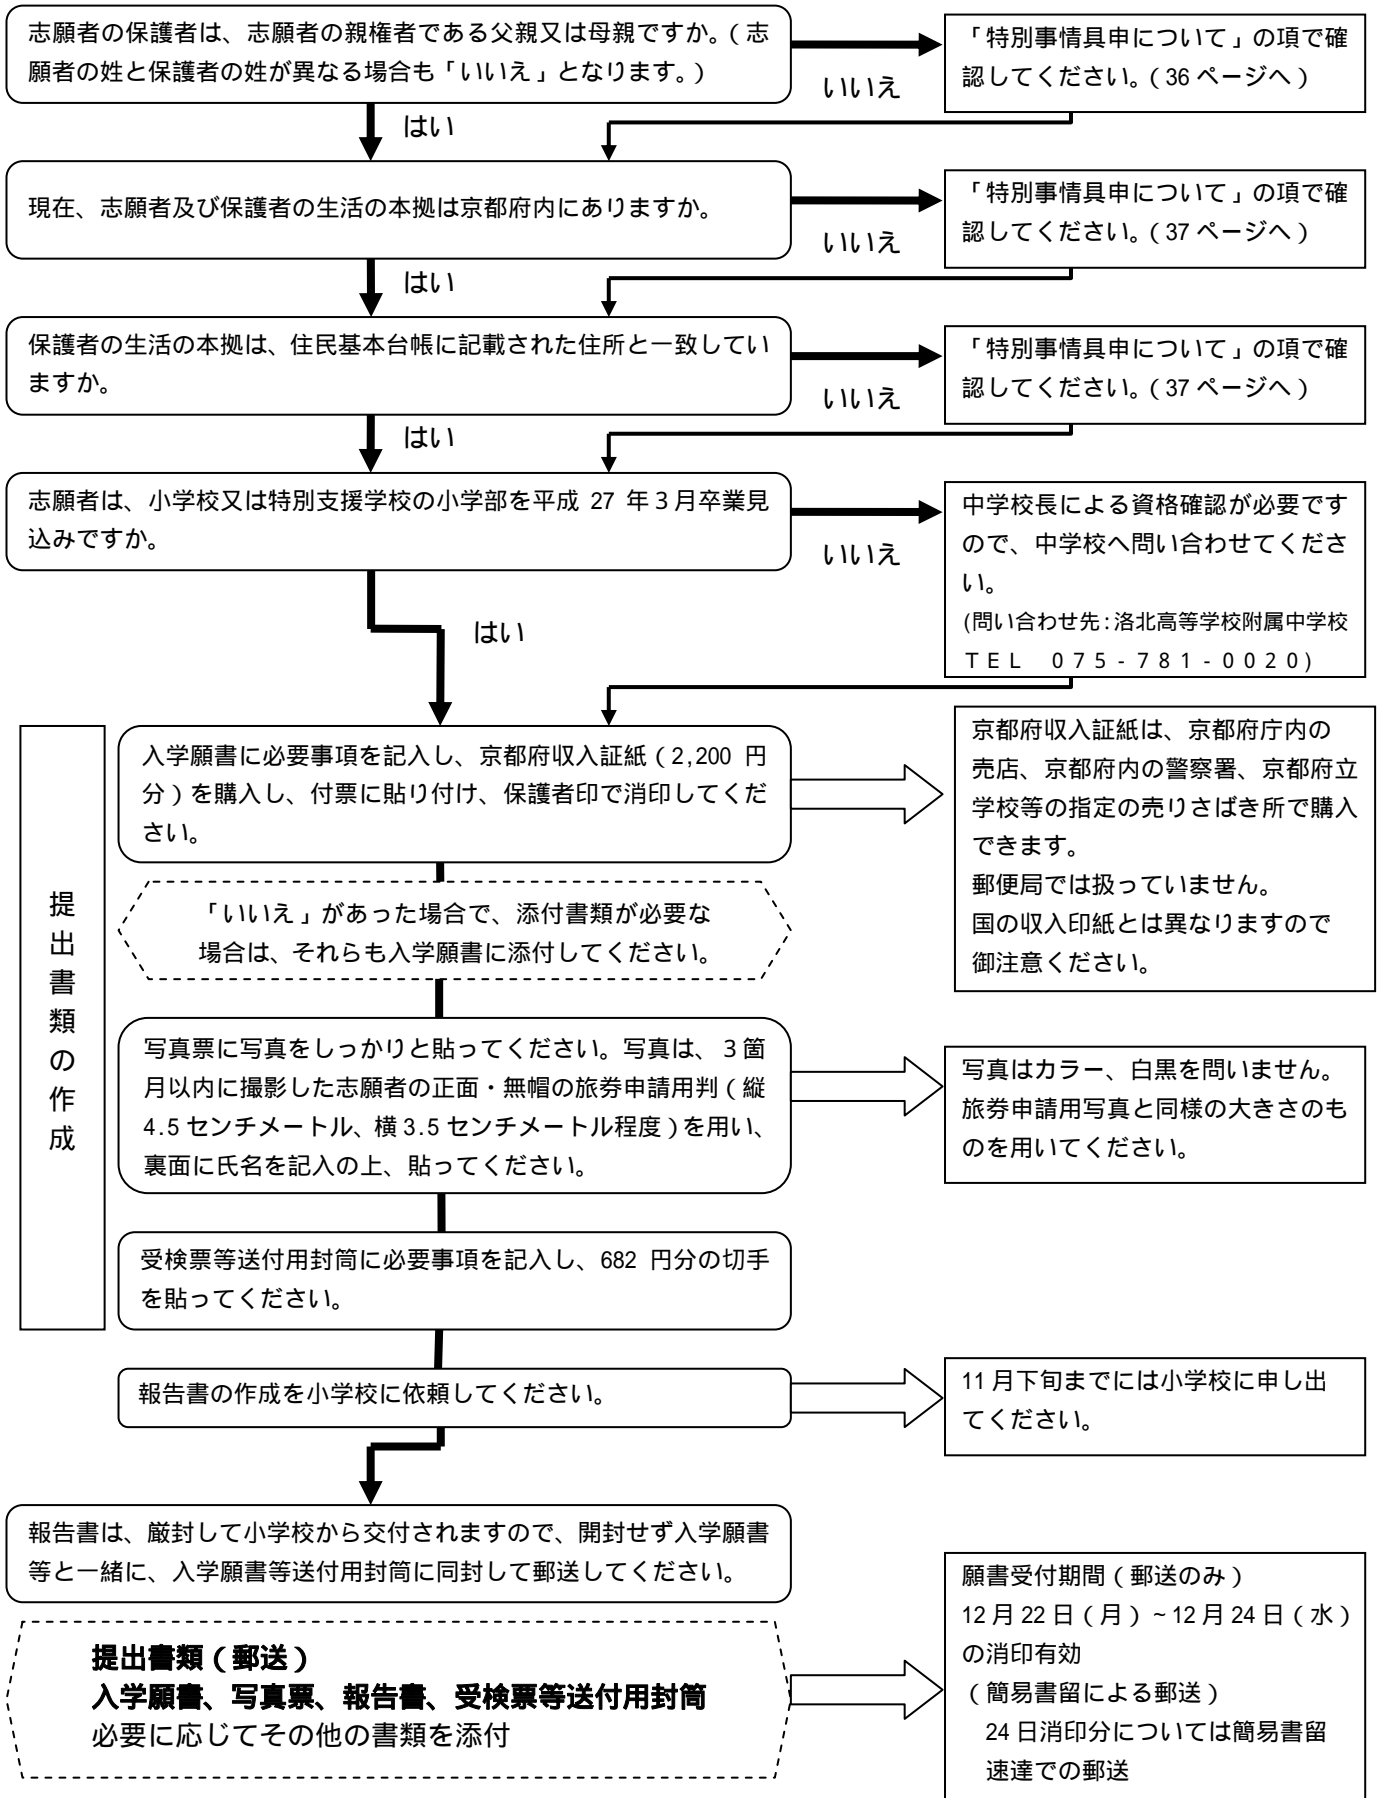 志願者の保護者は、志願者の親権者である父親又は母親ですか。（志
願者の姓と保護者の姓が異なる場合も「いいえ」となります。）
いいえ
「特別事情具申について」の項で確
認してください。（36 ページへ）
はい
現在、志願者及び保護者の生活の本拠は京都府内にありますか。
いいえ
「特別事情具申について」の項で確
認してください。（37 ページへ）
はい
保護者の生活の本拠は、住民基本台帳に記載された住所と一致してい
ますか。
いいえ
「特別事情具申について」の項で確
認してください。（37 ページへ）
はい
志願者は、小学校又は特別支援学校の小学部を平成 27 年３月卒業見
込みですか。
いいえ
中学校長による資格確認が必要です
ので、中学校へ問い合わせてくださ
い。
(問い合わせ先：洛北高等学校附属中学校
ＴＥＬ　０７５-７８１-００２０)
はい
提出書類の作成
入学願書に必要事項を記入し、京都府収入証紙（2,200 円
分）を購入し、付票に貼り付け、保護者印で消印してくだ
さい。
京都府収入証紙は、京都府庁内の
売店、京都府内の警察署、京都府立
学校等の指定の売りさばき所で購入
できます。
郵便局では扱っていません。
国の収入印紙とは異なりますので
御注意ください。
「いいえ」があった場合で、添付書類が必要な
場合は、それらも入学願書に添付してください。
写真票に写真をしっかりと貼ってください。写真は、３箇
月以内に撮影した志願者の正面・無帽の旅券申請用判（縦
4.5 センチメートル、横 3.5 センチメートル程度）を用い、
裏面に氏名を記入の上、貼ってください。
写真はカラー、白黒を問いません。
旅券申請用写真と同様の大きさのも
のを用いてください。
受検票等送付用封筒に必要事項を記入し、682 円分の切手
を貼ってください。
報告書の作成を小学校に依頼してください。
11 月下旬までには小学校に申し出
てください。
報告書は、厳封して小学校から交付されますので、開封せず入学願書
等と一緒に、入学願書等送付用封筒に同封して郵送してください。
提出書類（郵送）
入学願書、写真票、報告書、受検票等送付用封筒
必要に応じてその他の書類を添付
願書受付期間（郵送のみ）
12 月 22 日（月）~12 月 24 日（水）
の消印有効
（簡易書留による郵送）
24 日消印分については簡易書留
速達での郵送